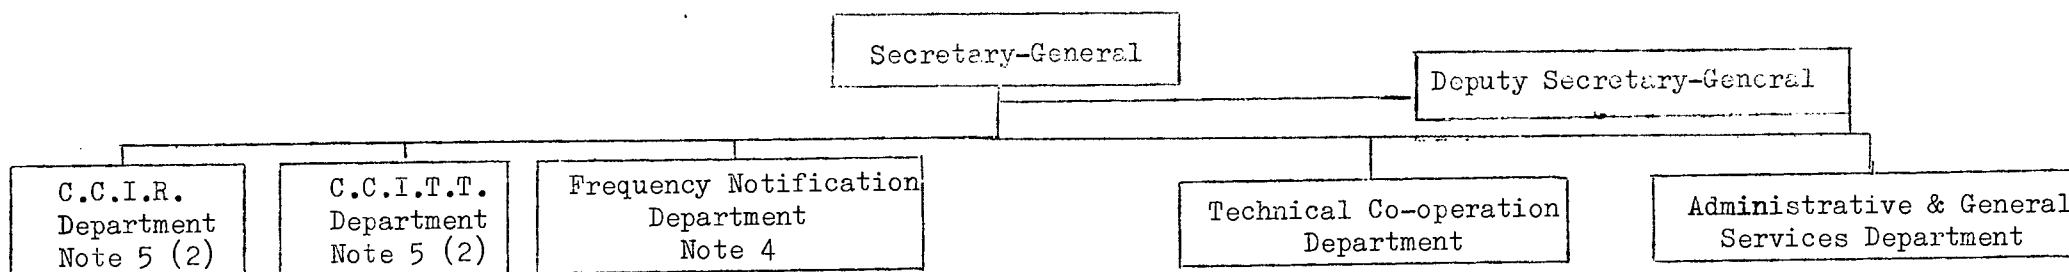 Secretary-General
Deputy Secretary-General
C.C.I.R.
Department
Note 5 (2)
C.C.I.T.T.
Department
Note 5 (2)
Frequency Notification
Department
Note 4
Technical Co-operation
Department
Administrative & General
Services Department